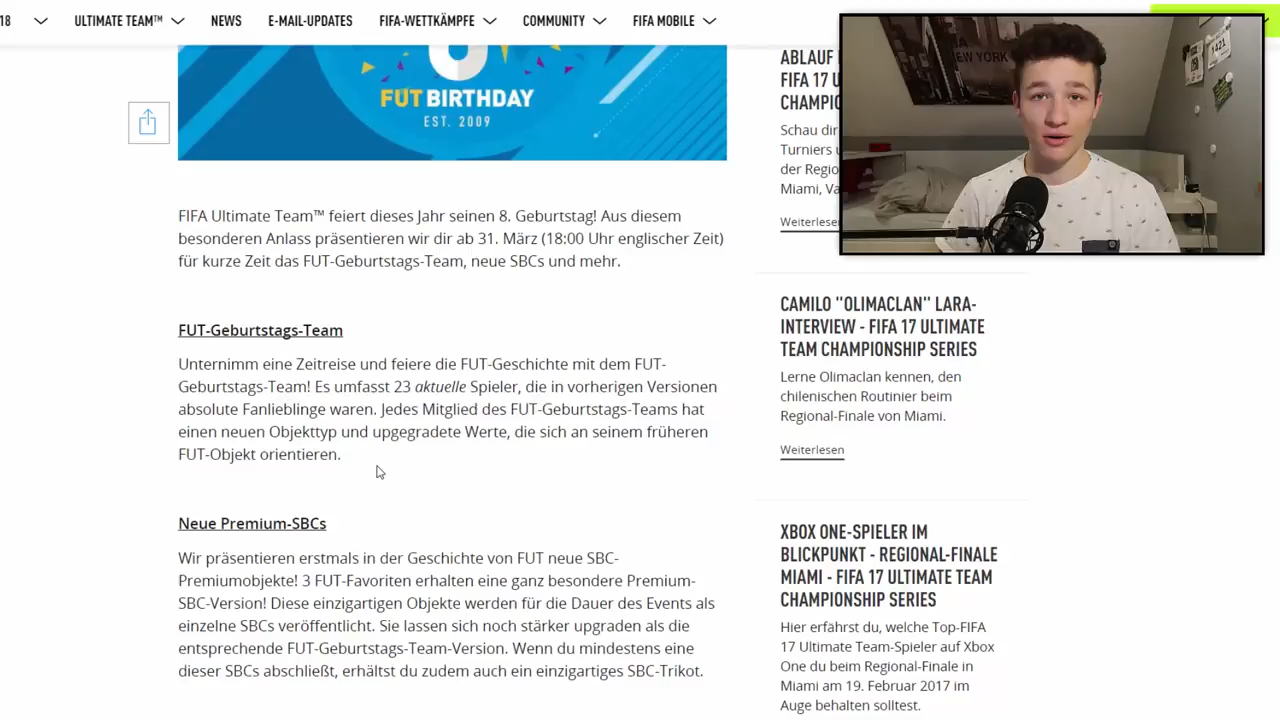 18
ULTIMATE TEAM™
NEWS
E-MAIL-UPDATES
FIFA-WETTKÄMPFE
COMMUNITY
FIFA MOBILE
FUT BIRTHDAY
EST. 2009
FIFA Ultimate Team™ feiert dieses Jahr seinen 8. Geburtstag! Aus diesem
besonderen Anlass präsentieren wir dir ab 31. März (18:00 Uhr englischer Zeit)
für kurze Zeit das FUT-Geburtstags-Team, neue SBCs und mehr.
FUT-Geburtstags-Team
Unternimm eine Zeitreise und feiere die FUT-Geschichte mit dem FUT-
Geburtstags-Team! Es umfasst 23 aktuelle Spieler, die in vorherigen Versionen
absolute Fanlieblinge waren. Jedes Mitglied des FUT-Geburtstags-Teams hat
einen neuen Objekttyp und upgegradete Werte, die sich an seinem früheren
FUT-Objekt orientieren.
Neue Premium-SBCs
Wir präsentieren erstmals in der Geschichte von FUT neue SBC-
Premiumobjekte! 3 FUT-Favoriten erhalten eine ganz besondere Premium-
SBC-Version! Diese einzigartigen Objekte werden für die Dauer des Events als
einzelne SBCs veröffentlicht. Sie lassen sich noch stärker upgraden als die
entsprechende FUT-Geburtstags-Team-Version. Wenn du mindestens eine
dieser SBCs abschließt, erhältst du zudem auch ein einzigartiges SBC-Trikot.
ABLAUF
FIFA 17 U
CHAMPIO
Schau dir
Turniers
der Regio
Miami, Va
Weiterlesen
CAMILO "OLIMACLAN" LARA-
INTERVIEW - FIFA 17 ULTIMATE
TEAM CHAMPIONSHIP SERIES
Lerne Olimaclan kennen, den
chilenischen Routinier beim
Regional-Finale von Miami.
Weiterlesen
XBOX ONE-SPIELER IM
BLICKPUNKT - REGIONAL-FINALE
MIAMI - FIFA 17 ULTIMATE TEAM
CHAMPIONSHIP SERIES
Hier erfährst du, welche Top-FIFA
17 Ultimate Team-Spieler auf Xbox
One du beim Regional-Finale in
Miami am 19. Februar 2017 im
Auge behalten solltest.
NEW YORK
1421